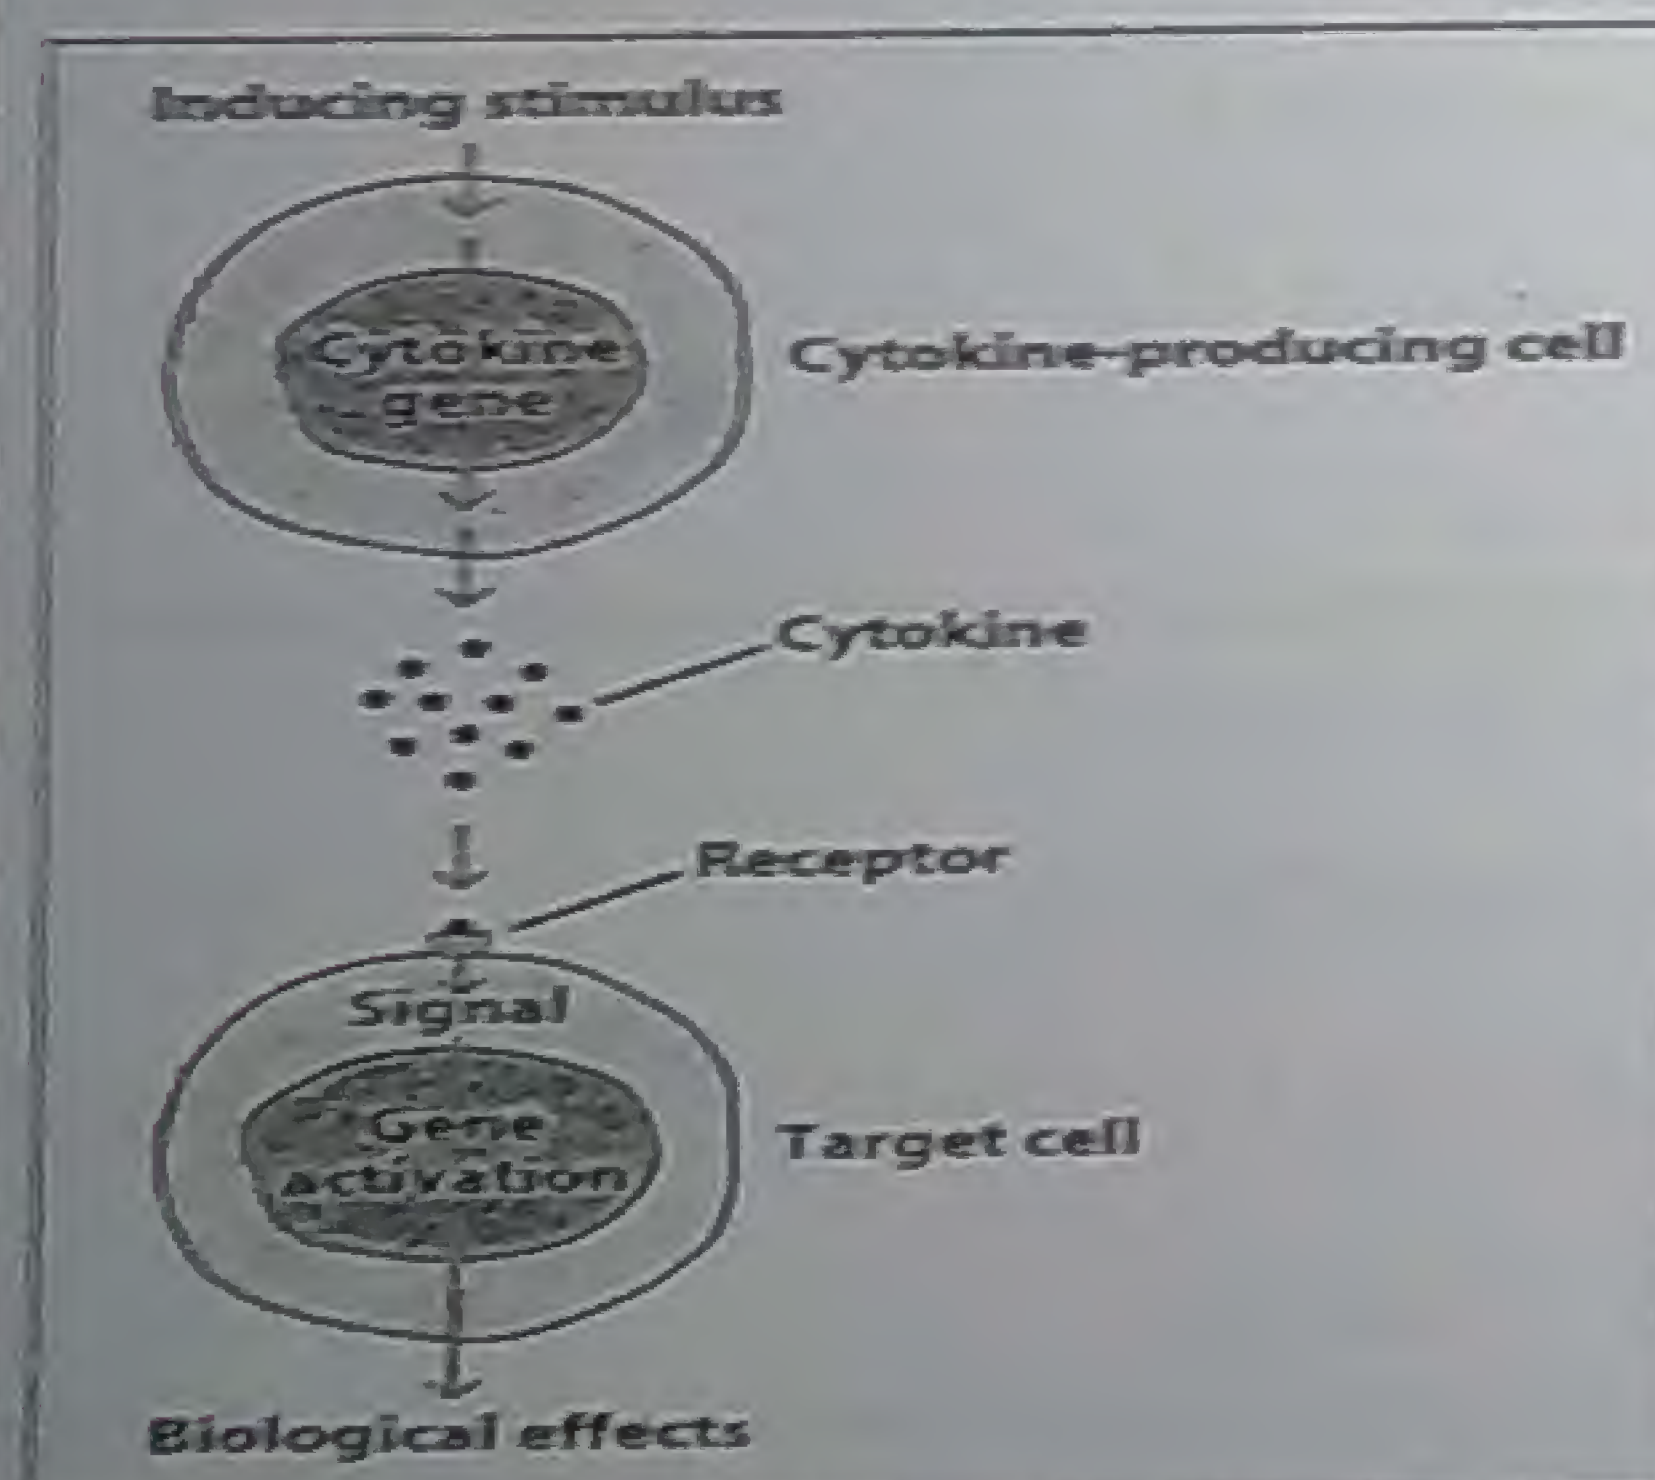 Inducing stimulus
Cytokine
gene
Cytokine-producing cell
Cytokine
Receptor
Signal
Gene
activation
Target cell
Biological effects